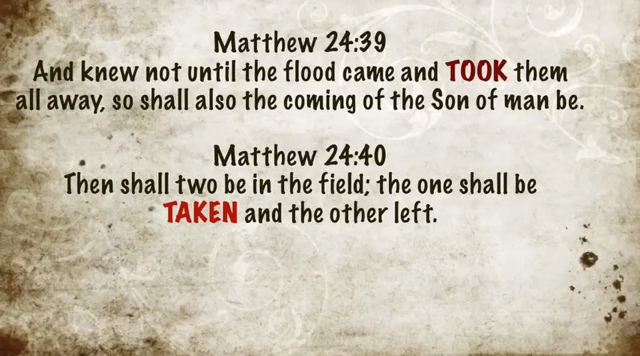 Matthew 24:39
And knew not until the flood came and TOOK them
all away, so shall also the coming of the Son of man be.
Matthew 24:40
Then shall two be in the field; the one shall be
TAKEN and the other left.